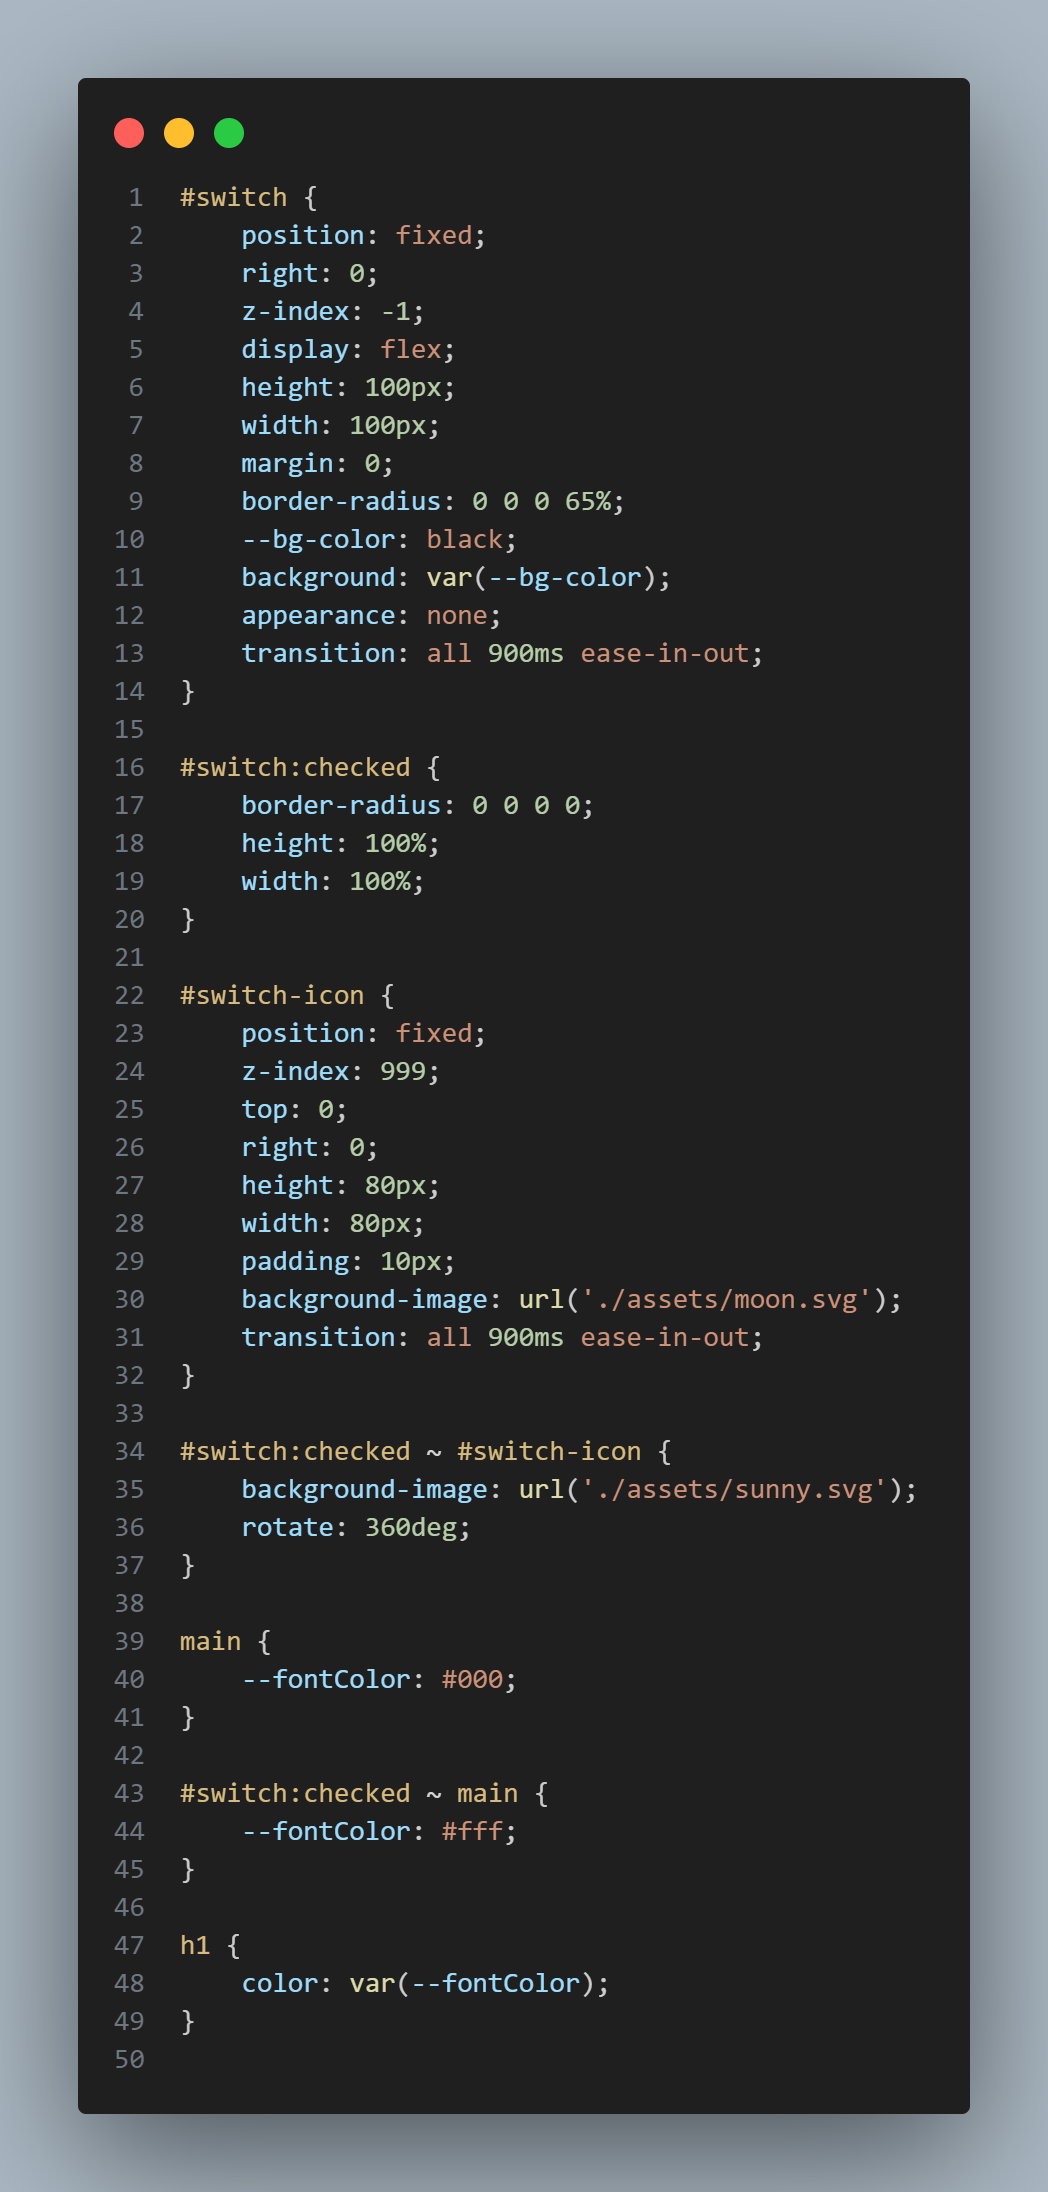 1 #switch {
2     position: fixed;
3     right: 0;
4     z-index: -1;
5     display: flex;
6     height: 100px;
7     width: 100px;
8     margin: 0;
9     border-radius: 0 0 0 65%;
10     --bg-color: black;
11     background: var(--bg-color);
12     appearance: none;
13     transition: all 900ms ease-in-out;
14 }
15
16 #switch:checked {
17     border-radius: 0 0 0 0;
18     height: 100%;
19     width: 100%;
20 }
21
22 #switch-icon {
23     position: fixed;
24     z-index: 999;
25     top: 0;
26     right: 0;
27     height: 80px;
28     width: 80px;
29     padding: 10px;
30     background-image: url('./assets/moon.svg');
31     transition: all 900ms ease-in-out;
32 }
33
34 #switch:checked ~ #switch-icon {
35     background-image: url('./assets/sunny.svg');
36     rotate: 360deg;
37 }
38
39 main {
40     --fontColor: #000;
41 }
42
43 #switch:checked ~ main {
44     --fontColor: #fff;
45 }
46
47 h1 {
48     color: var(--fontColor);
49 }
50